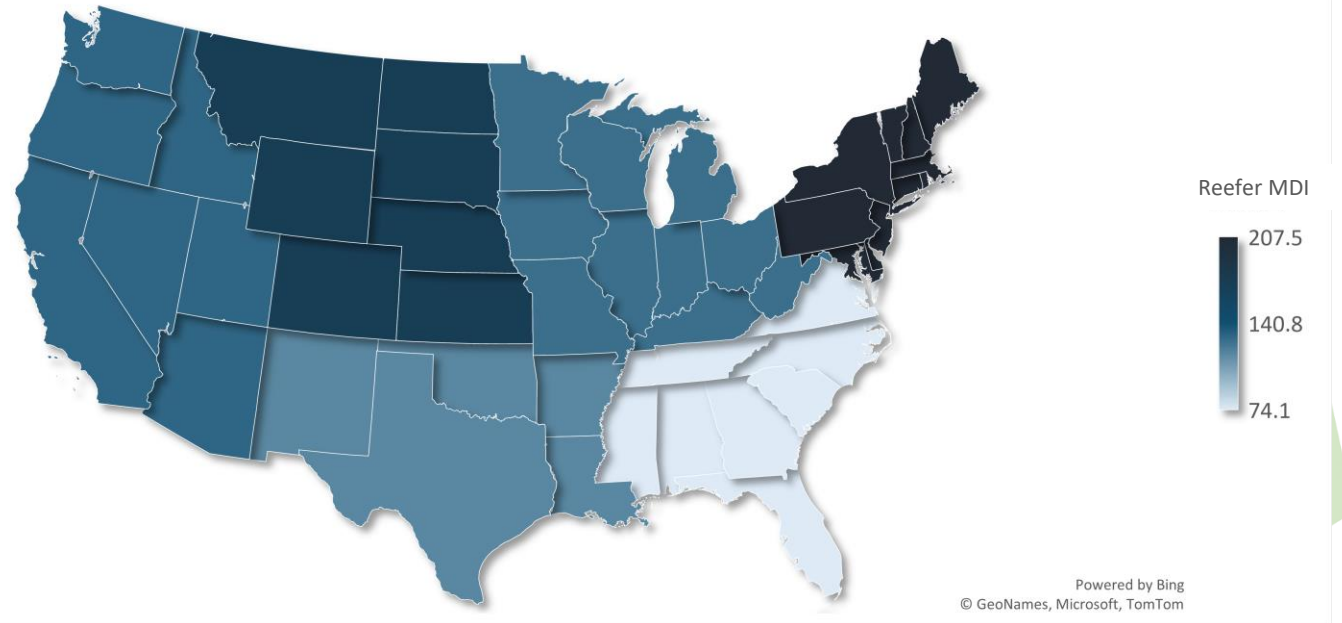 Reefer MDI
207.5
140.8
74.1
Powered by Bing
© GeoNames, Microsoft, TomTom